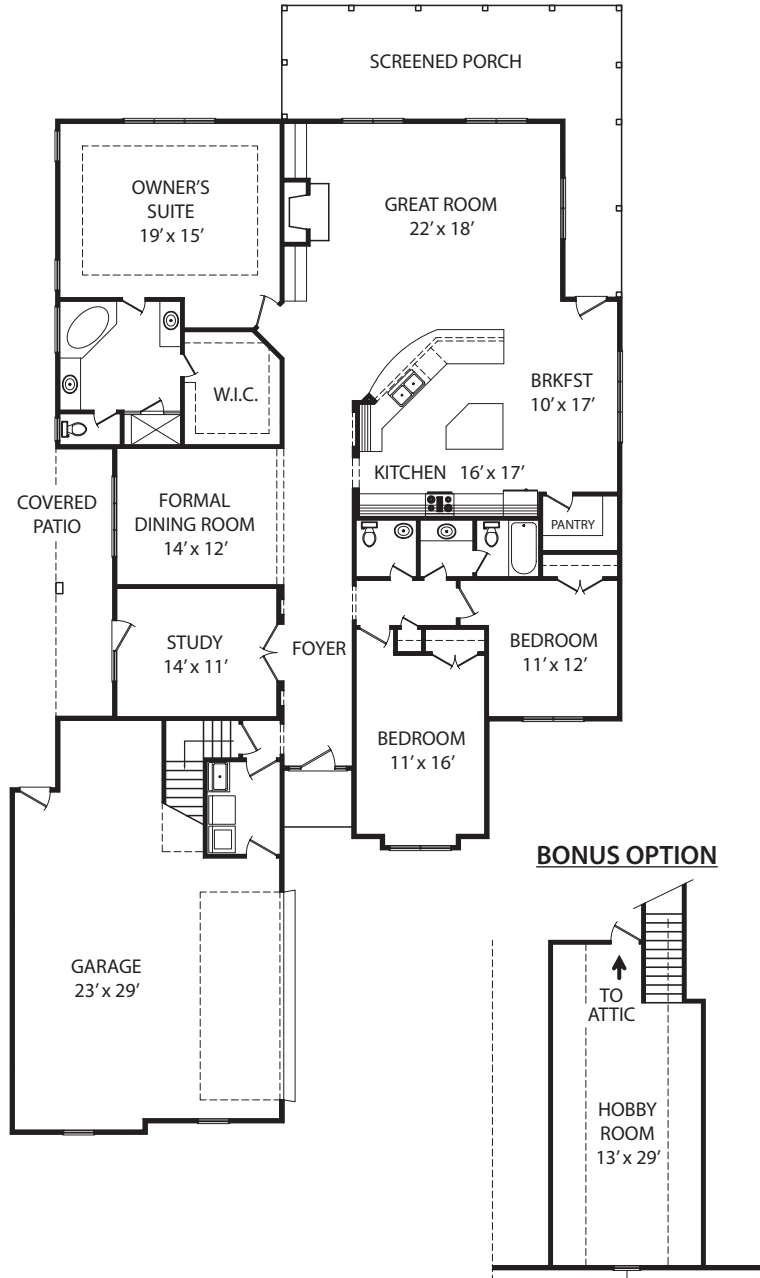 SCREENED PORCH
OWNER’S
SUITE
19’ x 15’
GREAT ROOM
22’ x 18’
W.I.C.
BRKFST
10’ x 17’
KITCHEN 16’ x 17’
COVERED
PATIO
FORMAL
DINING ROOM
14’ x 12’
PANTRY
STUDY
14’ x 11’
FOYER
BEDROOM
11’ x 12’
BEDROOM
11’ x 16’
BONUS OPTION
GARAGE
23’ x 29’
TO
ATTIC
HOBBY
ROOM
13’ x 29’